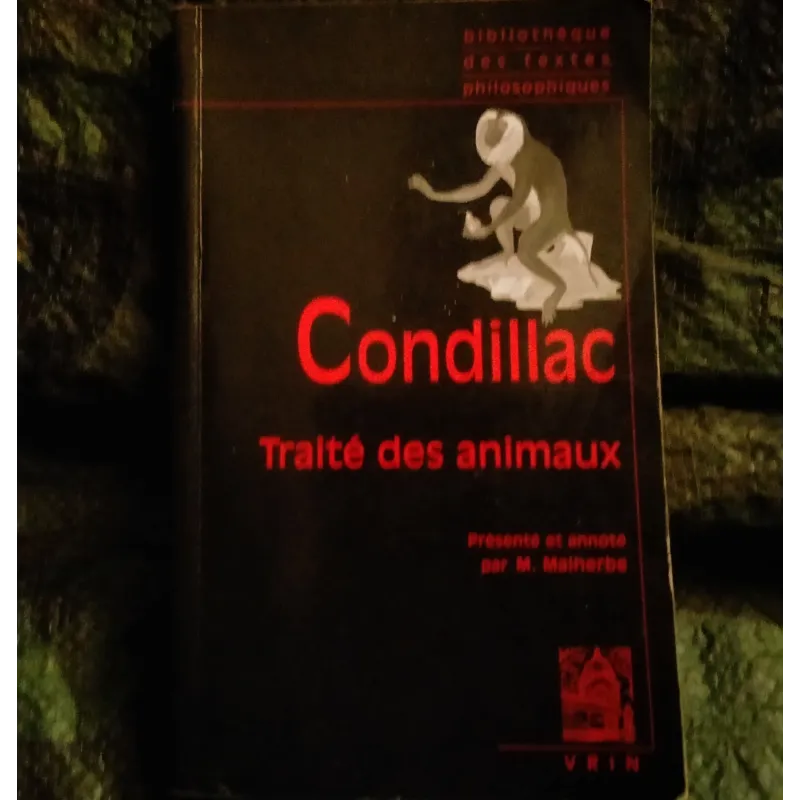 bibliothèque
des textes
philosophiques
Condillac
Traité des animaux
Présenté et annoté
par M. Malherbe
VRIN